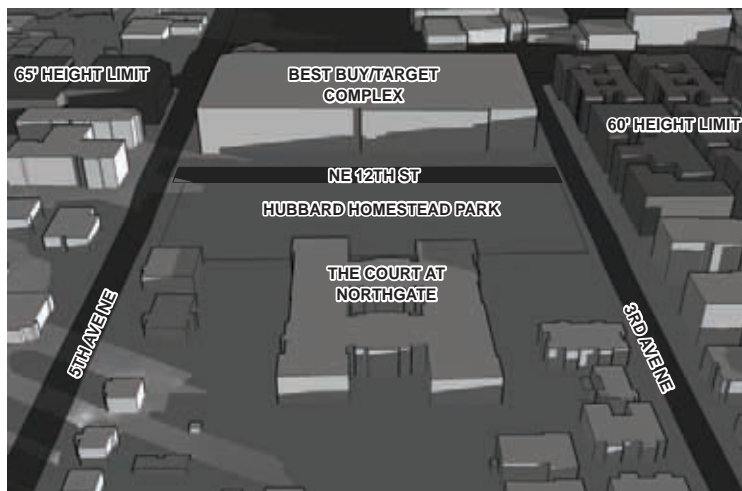 65' HEIGHT LIMIT
BEST BUY/TARGET
COMPLEX
60' HEIGHT LIMIT
NE 12TH ST
HUBBARD HOMESTEAD PARK
THE COURT AT
NORTHGATE
5TH AVE NE
3RD AVE NE